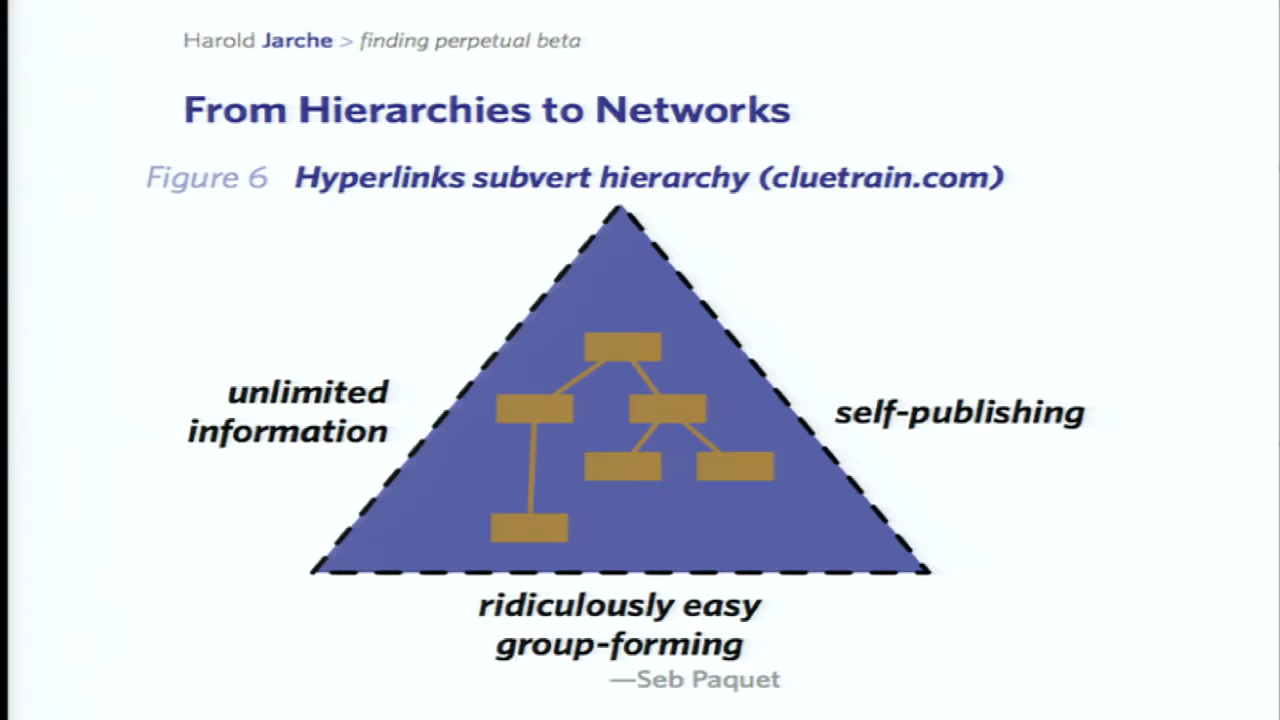 Harold Jarche > finding perpetual beta
From Hierarchies to Networks
Figure 6 Hyperlinks subvert hierarchy (cluetrain.com)
unlimited
information
self-publishing
ridiculously easy
group-forming
—Seb Paquet